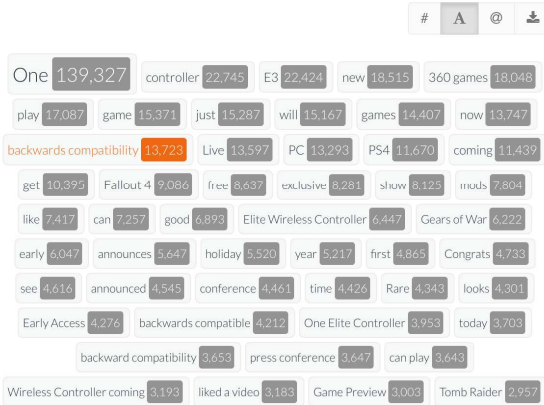 # A @
One 139,327 controller 22,745 E3 22,424 new 18,515 360 games 18,048
play 17,087 game 15,371 just 15,287 will 15,167 games 14,407 now 13,747
backwards compatibility 13,723 Live 13,597 PC 13,293 PS4 11,670 coming 11,439
get 10,395 Fallout 4 9,086 free 8,637 exclusive 8,281 show 8,125 mods 7,804
like 7,417 can 7,257 good 6,893 Elite Wireless Controller 6,447 Gears of War 6,222
early 6,047 announces 5,647 holiday 5,520 year 5,217 first 4,865 Congrats 4,733
see 4,616 announced 4,545 conference 4,461 time 4,426 Rare 4,343 looks 4,301
Early Access 4,276 backwards compatible 4,212 One Elite Controller 3,953 today 3,703
backward compatibility 3,653 press conference 3,647 can play 3,643
Wireless Controller coming 3,193 liked a video 3,183 Game Preview 3,003 Tomb Raider 2,957